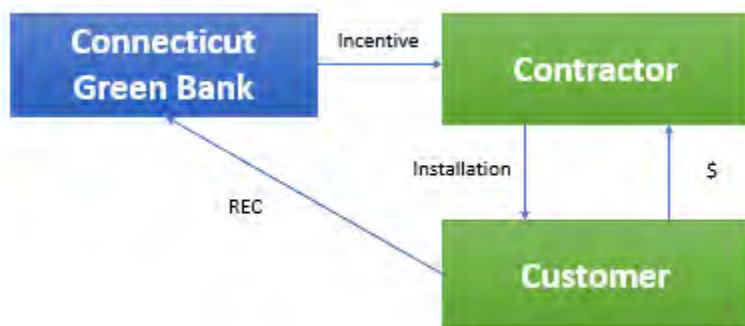 Connecticut
Green Bank
Incentive
Contractor
Installation
$
REC
Customer